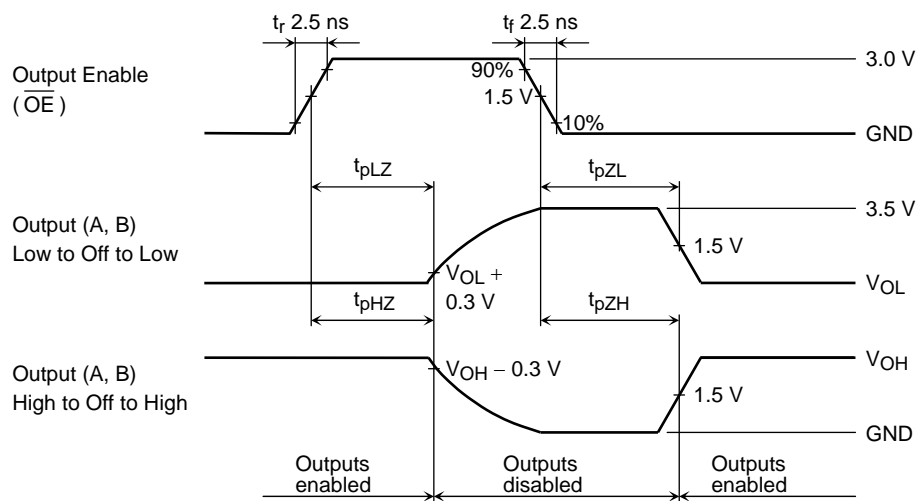 tr 2.5 ns
tf 2.5 ns
Output Enable
( OE )
90%
1.5 V
10%
3.0 V
GND
tpLZ
tpZL
Output (A, B)
Low to Off to Low
3.5 V
1.5 V
VOL +
0.3 V
VOL
tpHZ
tpZH
Output (A, B)
High to Off to High
VOH − 0.3 V
VOH
1.5 V
GND
Outputs
enabled
Outputs
disabled
Outputs
enabled